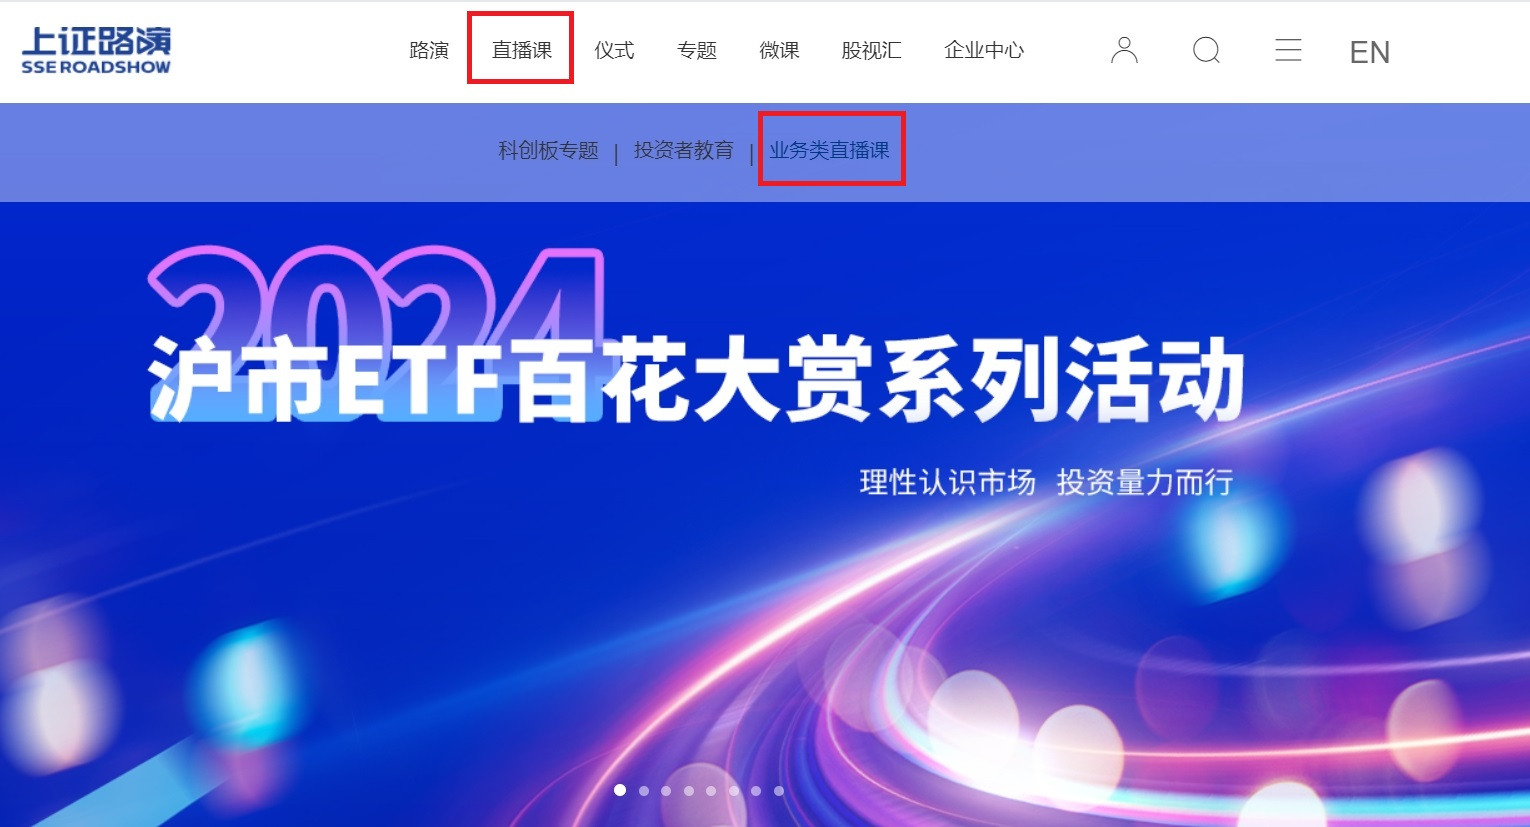 上证路演
SSE ROADSHOW
路演 直播课 仪式 专题 微课 股视汇 企业中心 EN
科创板专题 | 投资者教育 | 业务类直播课
2024
沪市ETF百花大赏系列活动
理性认识市场 投资量力而行